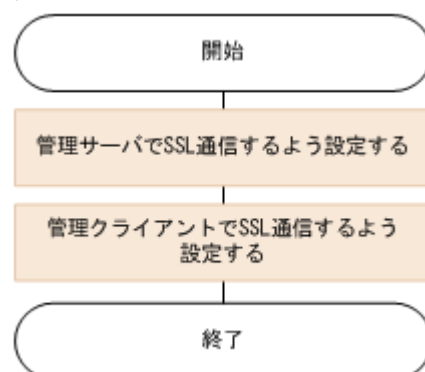 開始
管理サーバでSSL通信するよう設定する
管理クライアントでSSL通信するよう
設定する
終了